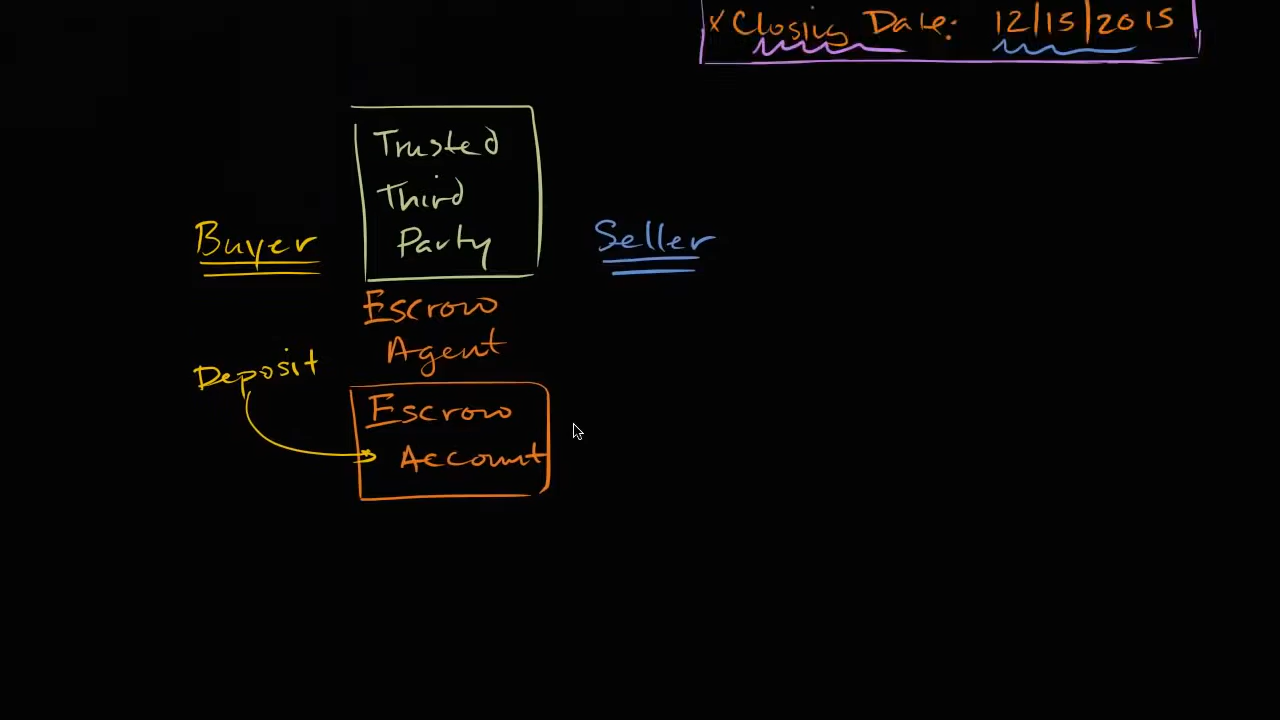 x Closing Date: 12/15/2015
Trusted
Third
Party
Buyer
Seller
Escrow
Agent
Deposit
Escrow
Account